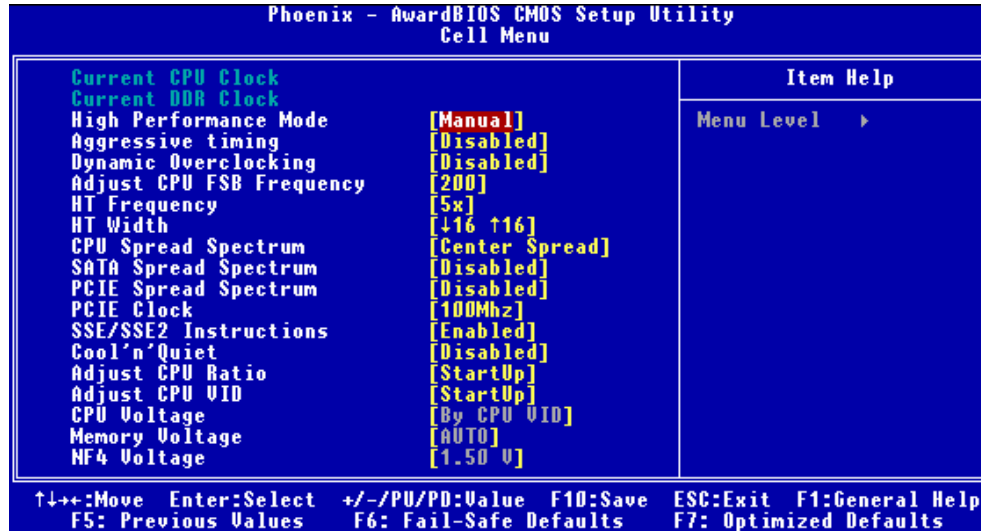 Phoenix - AwardBIOS CMOS Setup Utility
Cell Menu
Current CPU Clock
Current DDR Clock
High Performance Mode [Manual]
Aggressive timing [Disabled]
Dynamic Overclocking [Disabled]
Adjust CPU FSB Frequency [200]
HT Frequency [5x]
HT Width [↓16 ↑16]
CPU Spread Spectrum [Center Spread]
SATA Spread Spectrum [Disabled]
PCIE Spread Spectrum [Disabled]
PCIE Clock [100Mhz]
SSE/SSE2 Instructions [Enabled]
Cool'n'Quiet [Disabled]
Adjust CPU Ratio [StartUp]
Adjust CPU VID [StartUp]
CPU Voltage [By CPU VID]
Memory Voltage [AUTO]
NF4 Voltage [1.50 V]
Item Help
Menu Level ▸
↑↓→←:Move Enter:Select +/-/PU/PD:Value F10:Save ESC:Exit F1:General Help
F5: Previous Values F6: Fail-Safe Defaults F7: Optimized Defaults